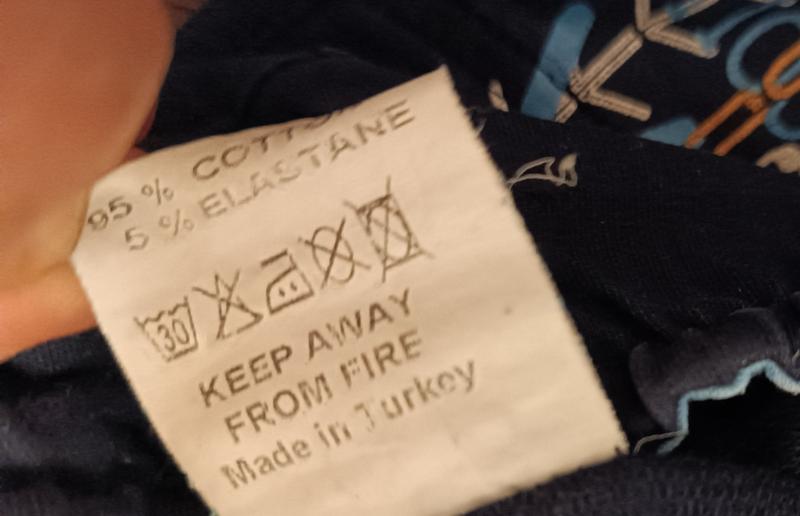 95 % COTTON
5 % ELASTANE
30
KEEP AWAY
FROM FIRE
Made in Turkey